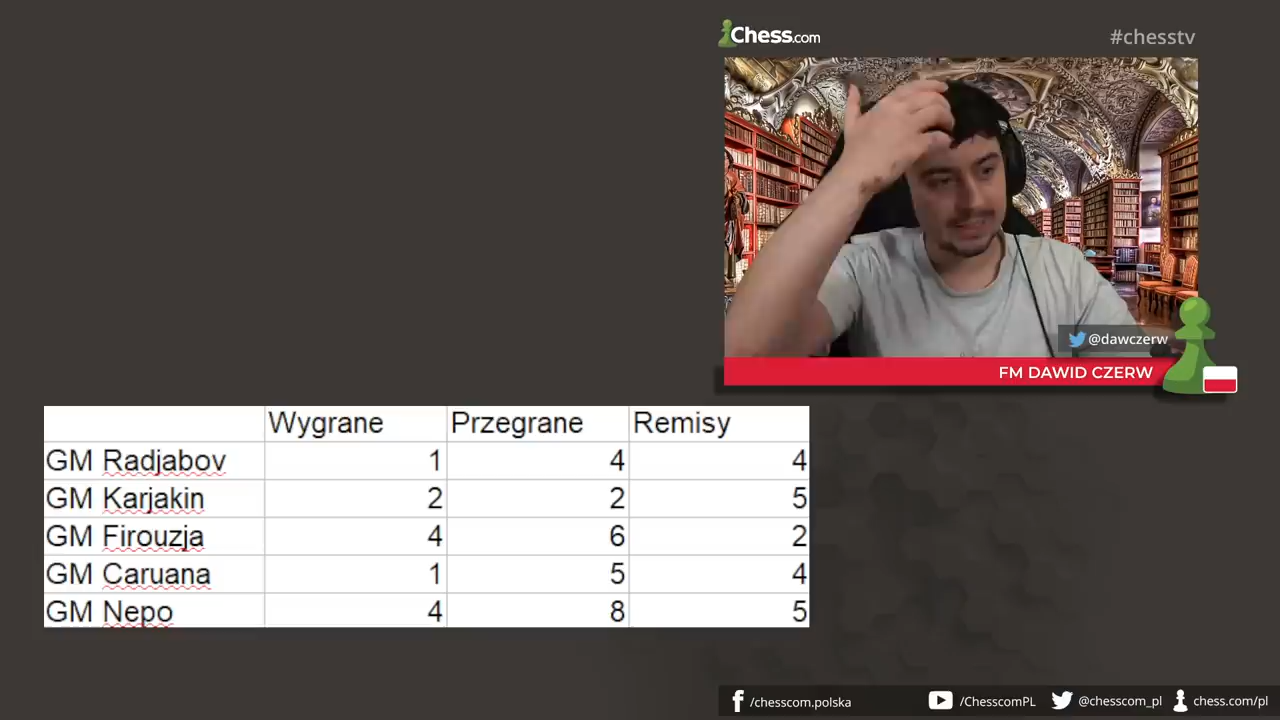 Chess.com
#chesstv
@dawczerw
FM DAWID CZERW
Wygrane Przegrane Remisy
GM Radjabov 1 4 4
GM Karjakin 2 2 5
GM Firouzja 4 6 2
GM Caruana 1 5 4
GM Nepo 4 8 5
/chesscom.polska /ChesscomPL @chesscom_pl chess.com/pl